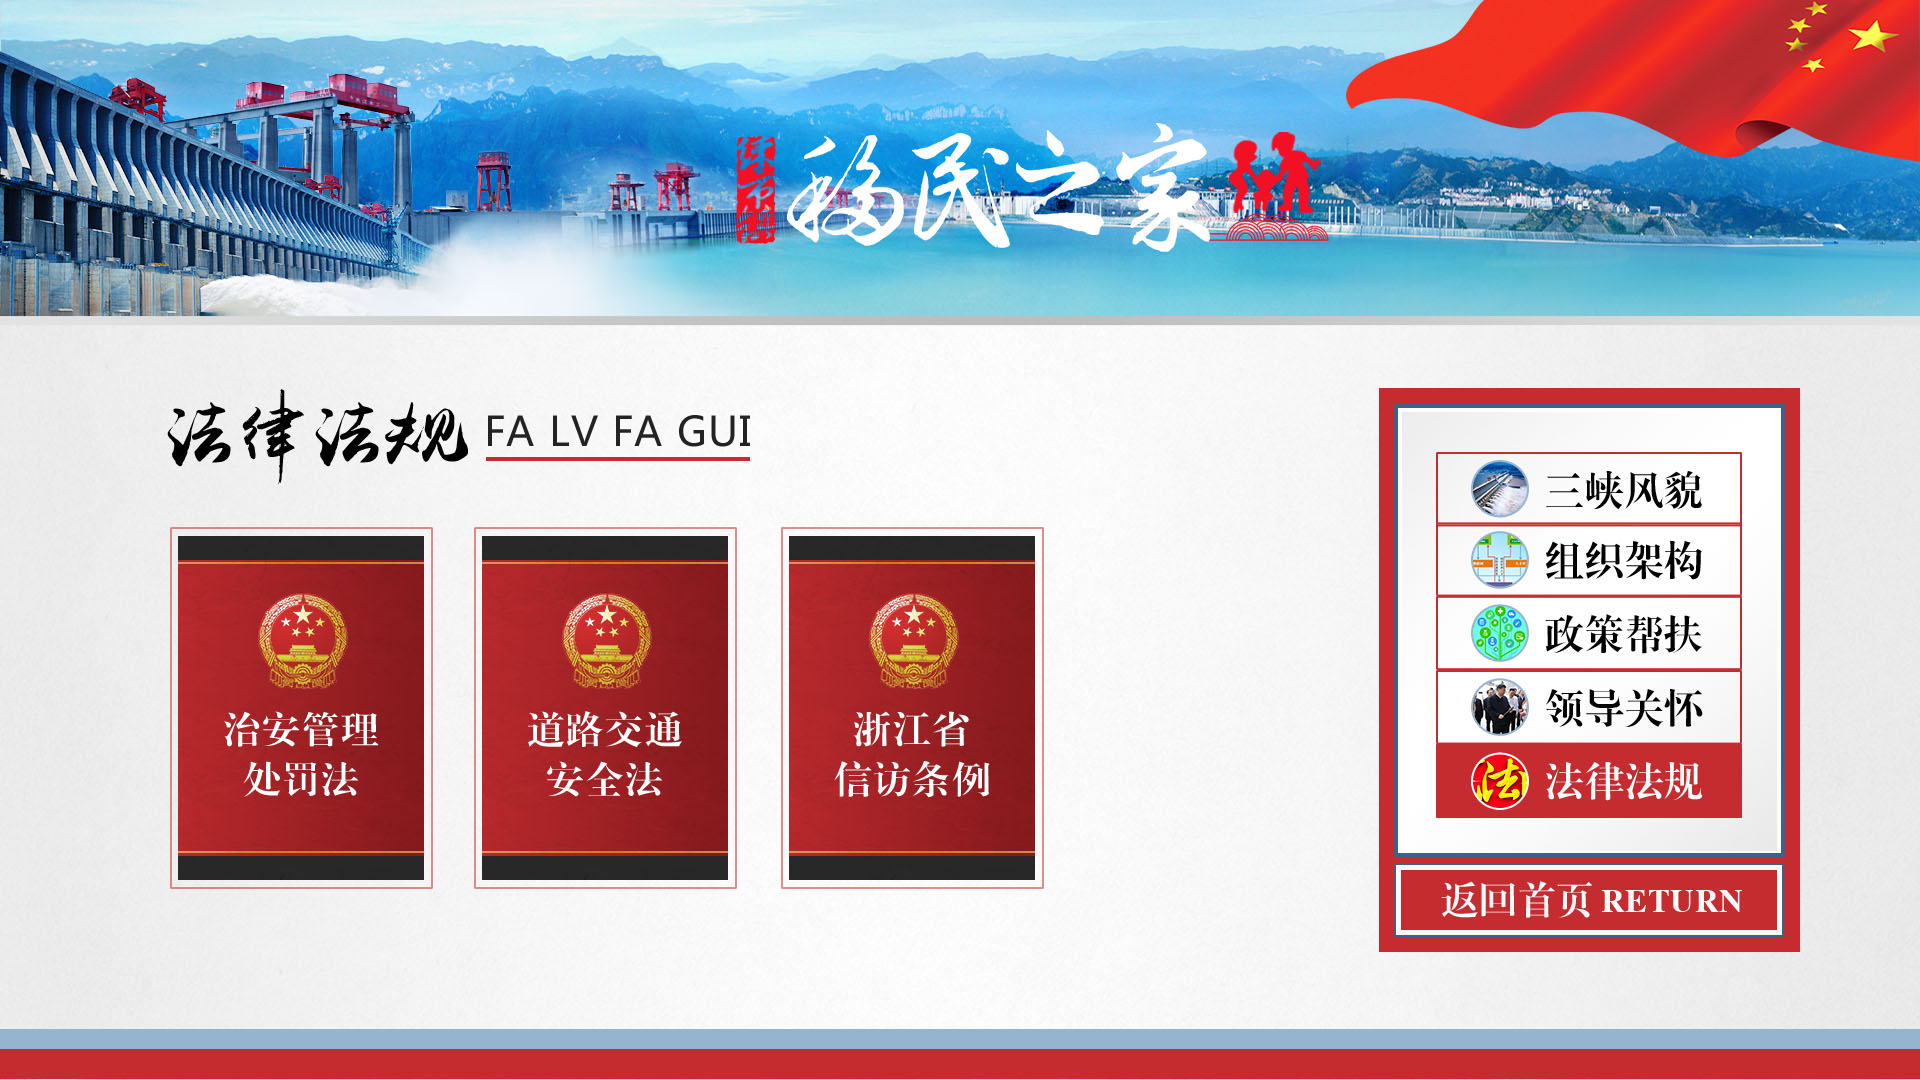 移民之家
法律法规 FA LV FA GUI
治安管理
处罚法
道路交通
安全法
浙江省
信访条例
三峡风貌
组织架构
政策帮扶
领导关怀
法 法律法规
返回首页 RETURN